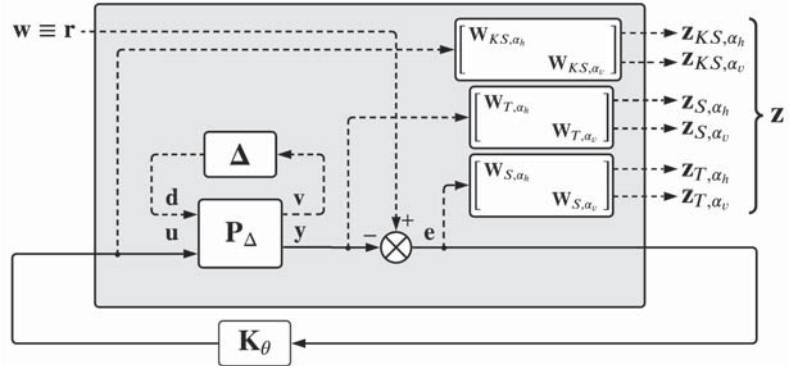 w ≡ r
W_{KS,α_h}
W_{KS,α_v}
z_{KS,α_h}
z_{KS,α_v}
W_{T,α_h}
W_{T,α_v}
z_{S,α_h}
z_{S,α_v}
z
Δ
W_{S,α_h}
W_{S,α_v}
z_{T,α_h}
z_{T,α_v}
d
v
P_Δ
u
y
−
+
e
K_θ